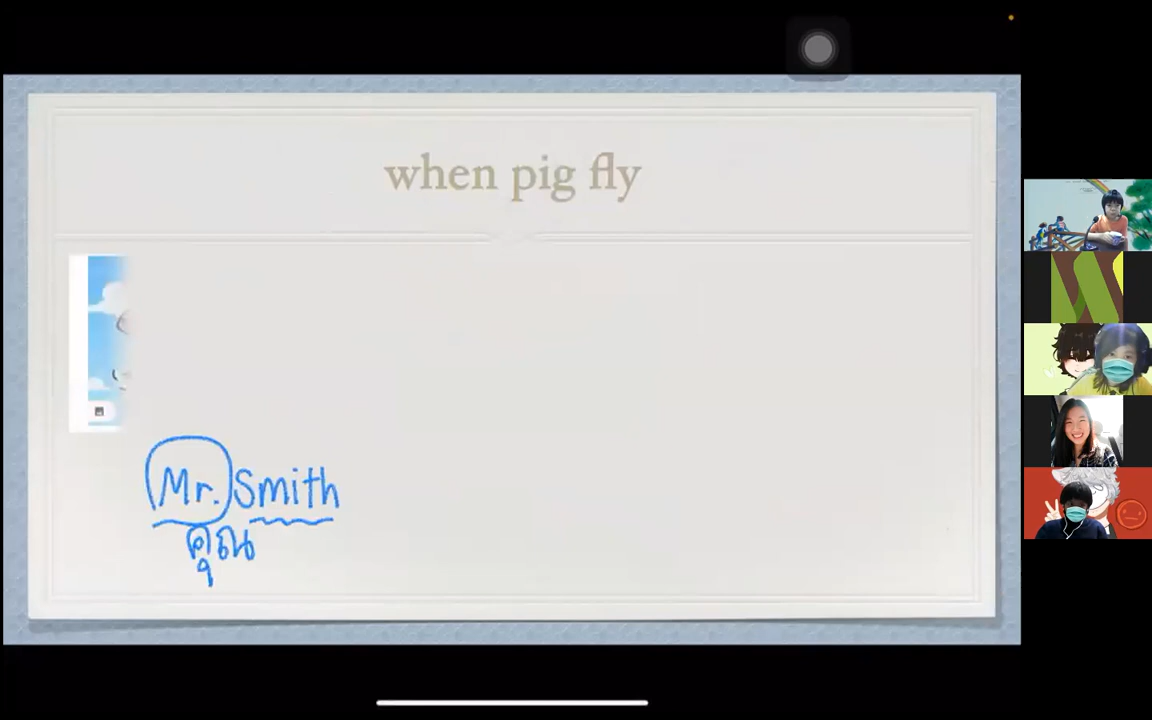 when pig fly
Mr. Smith
คุณ